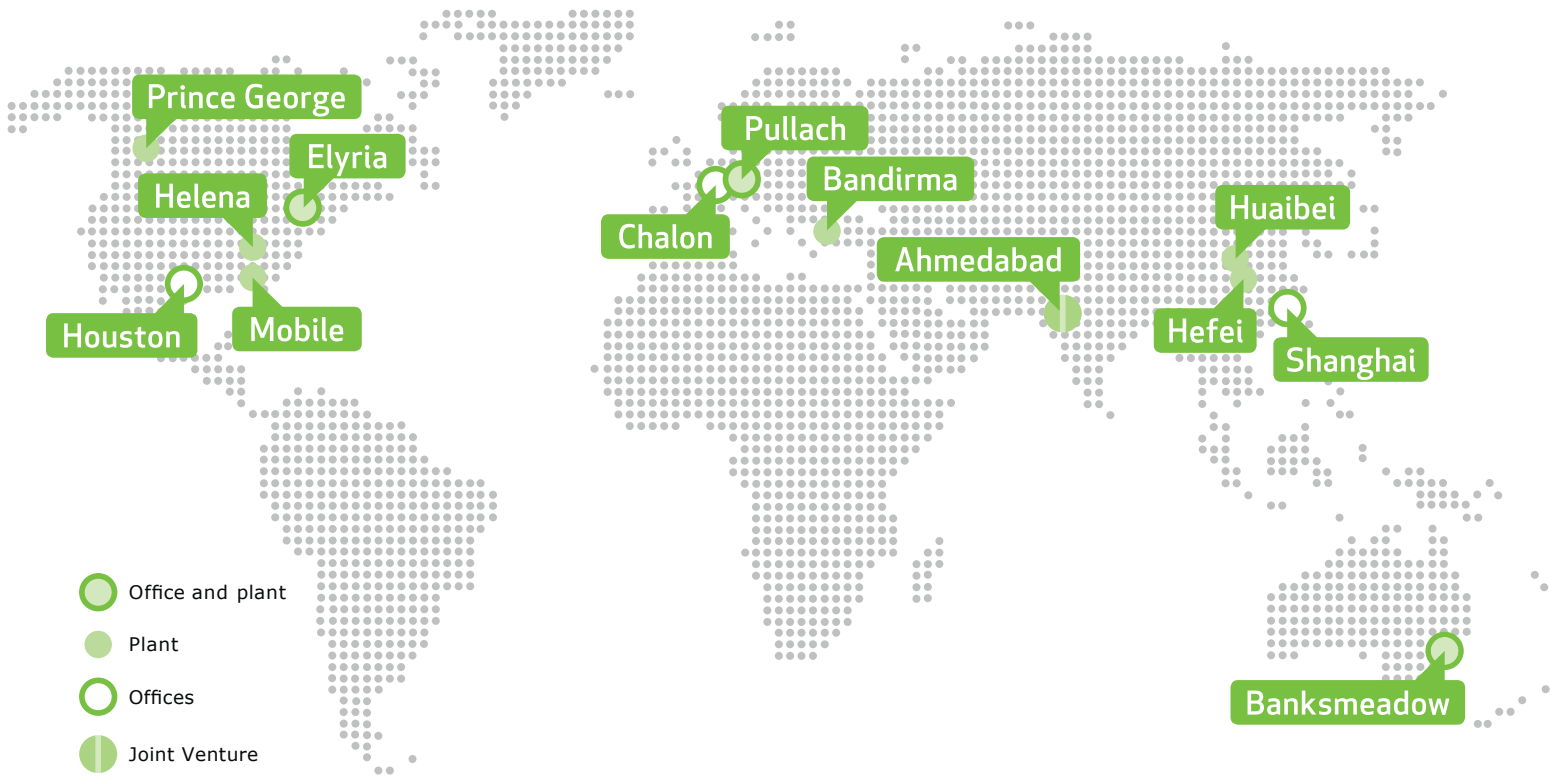 Prince George
Elyria
Helena
Houston
Mobile
Pullach
Bandirma
Chalon
Ahmedabad
Huaibei
Hefei
Shanghai
Banksmeadow
Office and plant
Plant
Offices
Joint Venture